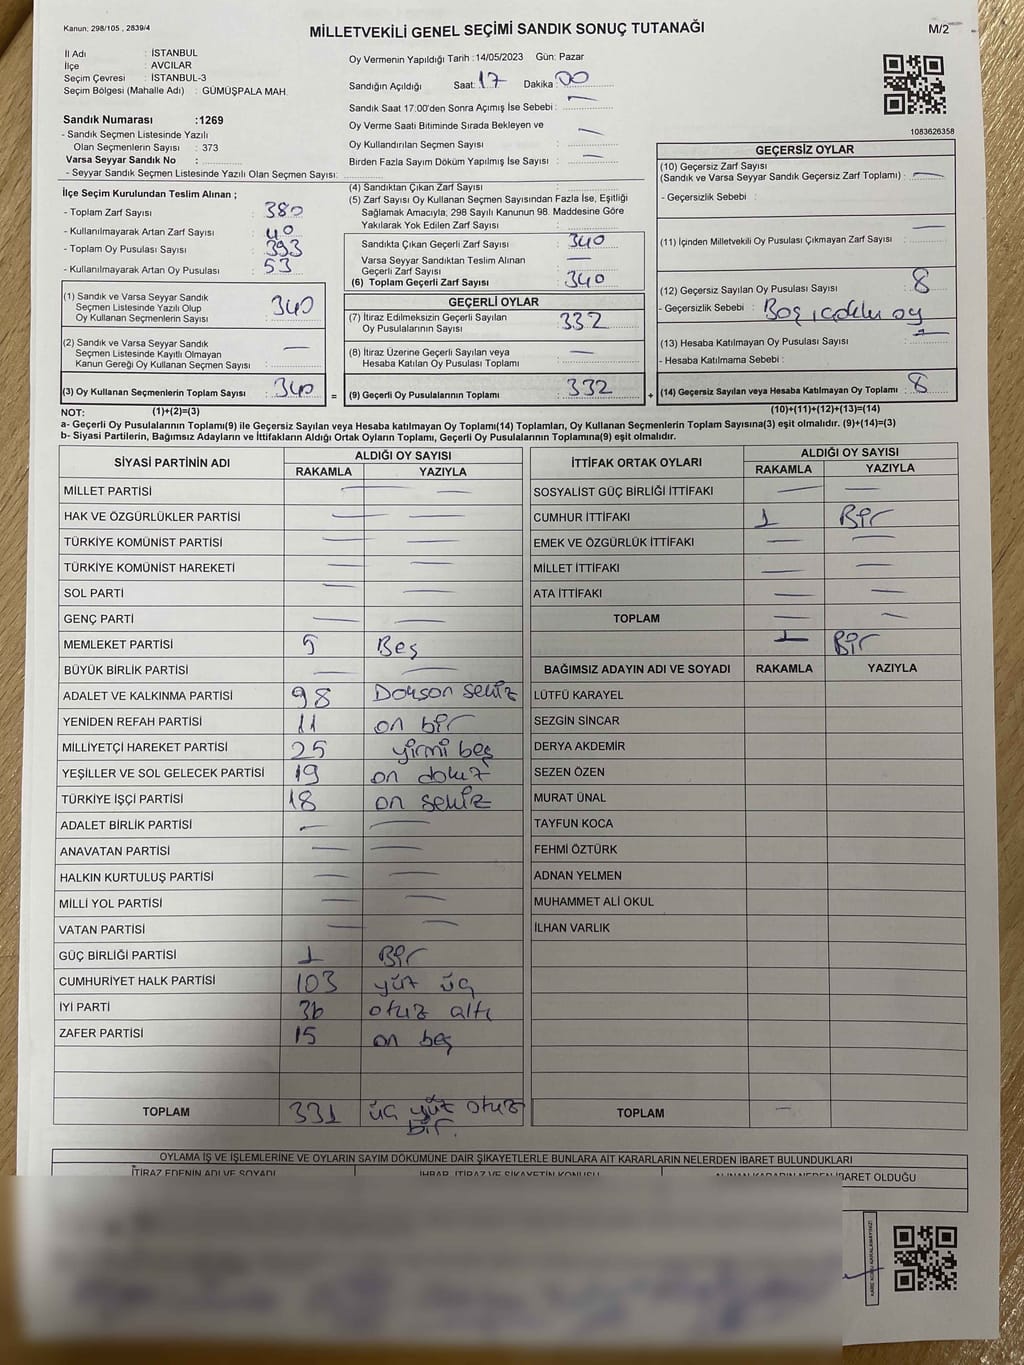 Kanun: 298/105 , 2839/4
MİLLETVEKİLİ GENEL SEÇİMİ SANDIK SONUÇ TUTANAĞI
M/2
İl Adı : İSTANBUL
İlçe : AVCILAR
Seçim Çevresi : İSTANBUL-3
Seçim Bölgesi (Mahalle Adı) : GÜMÜŞPALA MAH.
Oy Vermenin Yapıldığı Tarih : 14/05/2023 Gün: Pazar
Sandığın Açıldığı Saat: 17 Dakika: 00
Sandık Saat 17:00'den Sonra Açımış İse Sebebi : —
Oy Verme Saati Bitiminde Sırada Bekleyen ve
Oy Kullandırılan Seçmen Sayısı : —
Birden Fazla Sayım Döküm Yapılmış İse Sayısı : —
1083626358
Sandık Numarası :1269
- Sandık Seçmen Listesinde Yazılı
Olan Seçmenlerin Sayısı : 373
Varsa Seyyar Sandık No :
- Seyyar Sandık Seçmen Listesinde Yazılı Olan Seçmen Sayısı:
İlçe Seçim Kurulundan Teslim Alınan ;
- Toplam Zarf Sayısı : 380
- Kullanılmayarak Artan Zarf Sayısı : 40
- Toplam Oy Pusulası Sayısı : 393
- Kullanılmayarak Artan Oy Pusulası : 53
(1) Sandık ve Varsa Seyyar Sandık
Seçmen Listesinde Yazılı Olup
Oy Kullanan Seçmenlerin Sayısı : 340
(2) Sandık ve Varsa Seyyar Sandık
Seçmen Listesinde Kayıtlı Olmayan
Kanun Gereği Oy Kullanan Seçmen Sayısı : —
(3) Oy Kullanan Seçmenlerin Toplam Sayısı : 340 =
(4) Sandıktan Çıkan Zarf Sayısı :
(5) Zarf Sayısı Oy Kullanan Seçmen Sayısından Fazla İse, Eşitliği
Sağlamak Amacıyla, 298 Sayılı Kanunun 98. Maddesine Göre
Yakılarak Yok Edilen Zarf Sayısı :
Sandıkta Çıkan Geçerli Zarf Sayısı : 340
Varsa Seyyar Sandıktan Teslim Alınan
Geçerli Zarf Sayısı : —
(6) Toplam Geçerli Zarf Sayısı : 340
GEÇERLİ OYLAR
(7) İtiraz Edilmeksizin Geçerli Sayılan
Oy Pusulalarının Sayısı : 332
(8) İtiraz Üzerine Geçerli Sayılan veya
Hesaba Katılan Oy Pusulası Toplamı : —
(9) Geçerli Oy Pusulalarının Toplamı : 332 +
GEÇERSİZ OYLAR
(10) Geçersiz Zarf Sayısı
(Sandık ve Varsa Seyyar Sandık Geçersiz Zarf Toplamı) : —
- Geçersizlik Sebebi :
(11) İçinden Milletvekili Oy Pusulası Çıkmayan Zarf Sayısı : —
(12) Geçersiz Sayılan Oy Pusulası Sayısı : 8
- Geçersizlik Sebebi : Boş
(13) Hesaba Katılmayan Oy Pusulası Sayısı : —
- Hesaba Katılmama Sebebi :
(14) Geçersiz Sayılan veya Hesaba Katılmayan Oy Toplamı : 8
NOT: (1)+(2)=(3) (10)+(11)+(12)+(13)=(14)
a- Geçerli Oy Pusulalarının Toplamı(9) ile Geçersiz Sayılan veya Hesaba katılmayan Oy Toplamı(14) Toplamları, Oy Kullanan Seçmenlerin Toplam Sayısına(3) eşit olmalıdır. (9)+(14)=(3)
b- Siyasi Partilerin, Bağımsız Adayların ve İttifakların Aldığı Ortak Oyların Toplamı, Geçerli Oy Pusulalarının Toplamına(9) eşit olmalıdır.
SİYASİ PARTİNİN ADI ALDIĞI OY SAYISI
RAKAMLA YAZIYLA
MİLLET PARTİSİ — —
HAK VE ÖZGÜRLÜKLER PARTİSİ — —
TÜRKİYE KOMÜNİST PARTİSİ — —
TÜRKİYE KOMÜNİST HAREKETİ — —
SOL PARTİ — —
GENÇ PARTİ — —
MEMLEKET PARTİSİ 5 Beş
BÜYÜK BİRLİK PARTİSİ — —
ADALET VE KALKINMA PARTİSİ 98 Doksan sekiz
YENİDEN REFAH PARTİSİ 11 on bir
MİLLİYETÇİ HAREKET PARTİSİ 25 yirmi beş
YEŞİLLER VE SOL GELECEK PARTİSİ 19 on dokuz
TÜRKİYE İŞÇİ PARTİSİ 18 on sekiz
ADALET BİRLİK PARTİSİ — —
ANAVATAN PARTİSİ — —
HALKIN KURTULUŞ PARTİSİ — —
MİLLİ YOL PARTİSİ — —
VATAN PARTİSİ — —
GÜÇ BİRLİĞİ PARTİSİ 1 Bir
CUMHURİYET HALK PARTİSİ 103 yüz üç
İYİ PARTİ 36 otuz altı
ZAFER PARTİSİ 15 on beş
TOPLAM 331 üç yüz otuz
bir.
İTTİFAK ORTAK OYLARI ALDIĞI OY SAYISI
RAKAMLA YAZIYLA
SOSYALİST GÜÇ BİRLİĞİ İTTİFAKI — —
CUMHUR İTTİFAKI 1 Bir
EMEK VE ÖZGÜRLÜK İTTİFAKI — —
MİLLET İTTİFAKI — —
ATA İTTİFAKI — —
TOPLAM — —
1 Bir
BAĞIMSIZ ADAYIN ADI VE SOYADI RAKAMLA YAZIYLA
LÜTFÜ KARAYEL
SEZGİN SİNCAR
DERYA AKDEMİR
SEZEN ÖZEN
MURAT ÜNAL
TAYFUN KOCA
FEHMİ ÖZTÜRK
ADNAN YELMEN
MUHAMMET ALİ OKUL
İLHAN VARLIK
TOPLAM —
OYLAMA İŞ VE İŞLEMLERİNE VE OYLARIN SAYIM DÖKÜMÜNE DAİR ŞİKAYETLERLE BUNLARA AİT KARARLARIN NELERDEN İBARET BULUNDUKLARI
İTİRAZ EDENİN ADI VE SOYADI İHBAR, İTİRAZ VE ŞİKAYETİN KONUSU ALINAN KARARIN NEDEN İBARET OLDUĞU